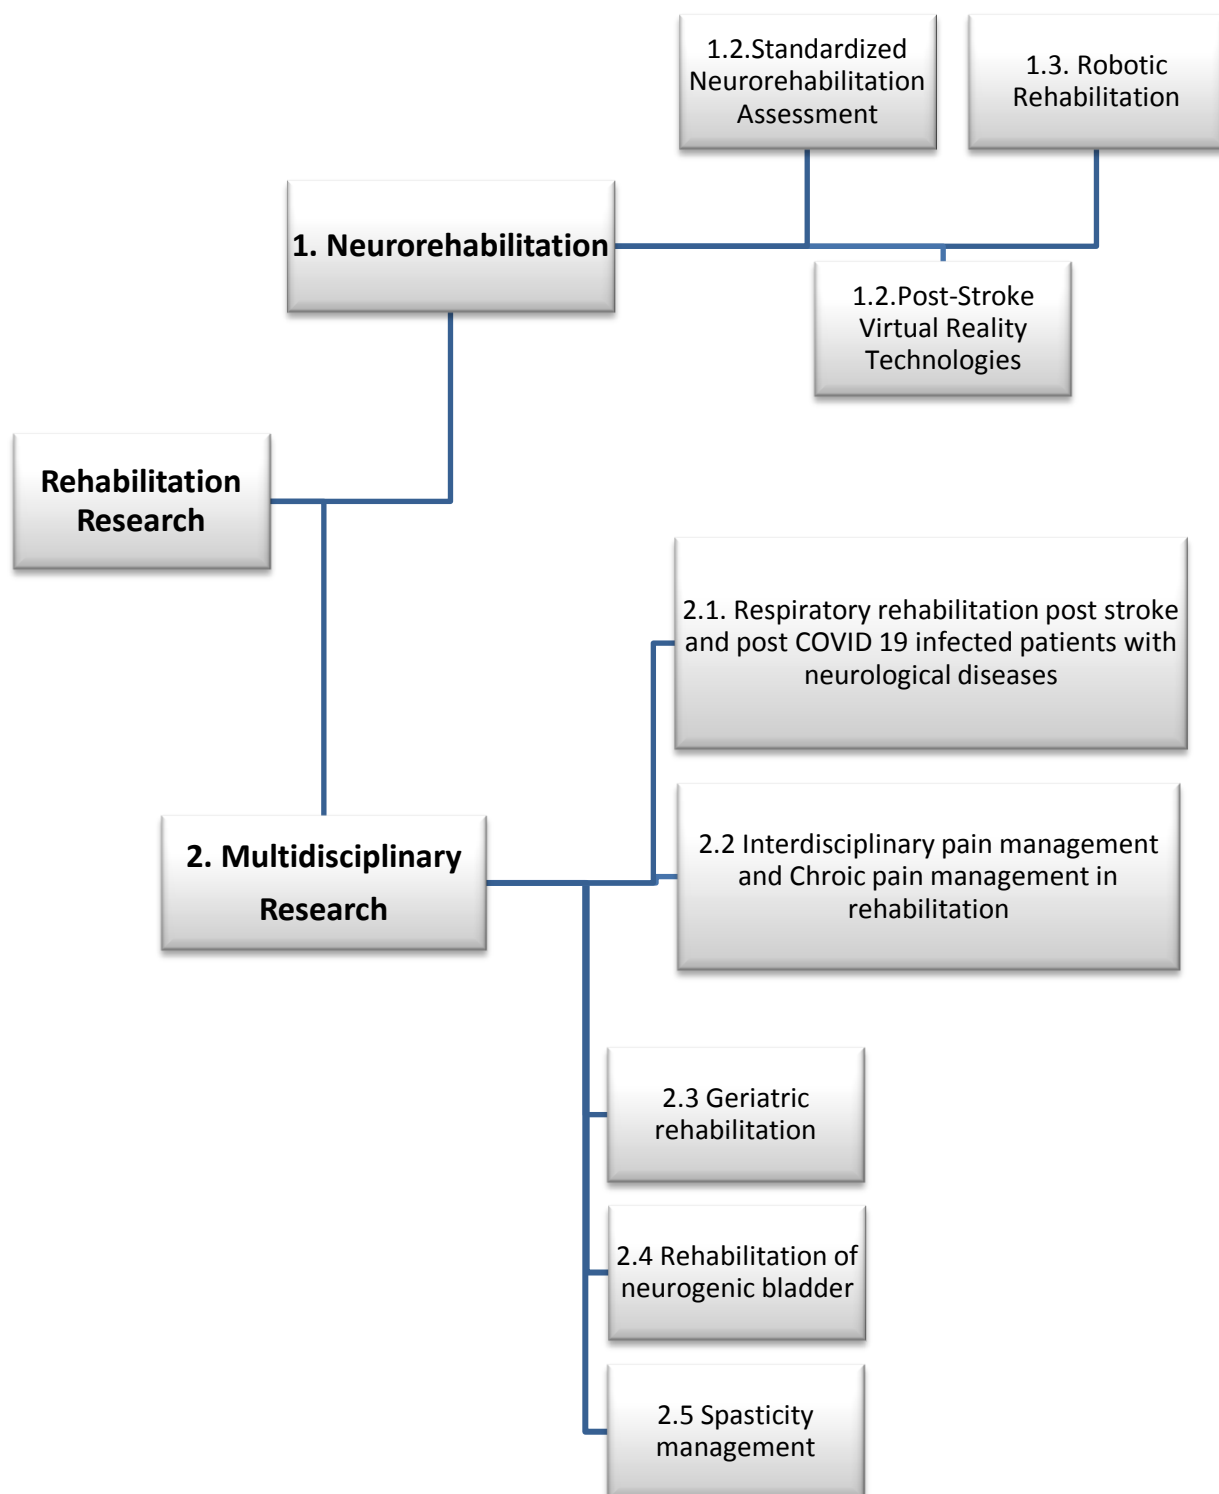 1.2.Standardized
Neurorehabilitation
Assessment
1.3. Robotic
Rehabilitation
1. Neurorehabilitation
1.2.Post-Stroke
Virtual Reality
Technologies
Rehabilitation
Research
2.1. Respiratory rehabilitation post stroke
and post COVID 19 infected patients with
neurological diseases
2. Multidisciplinary
Research
2.2 Interdisciplinary pain management
and Chroic pain management in
rehabilitation
2.3 Geriatric
rehabilitation
2.4 Rehabilitation of
neurogenic bladder
2.5 Spasticity
management